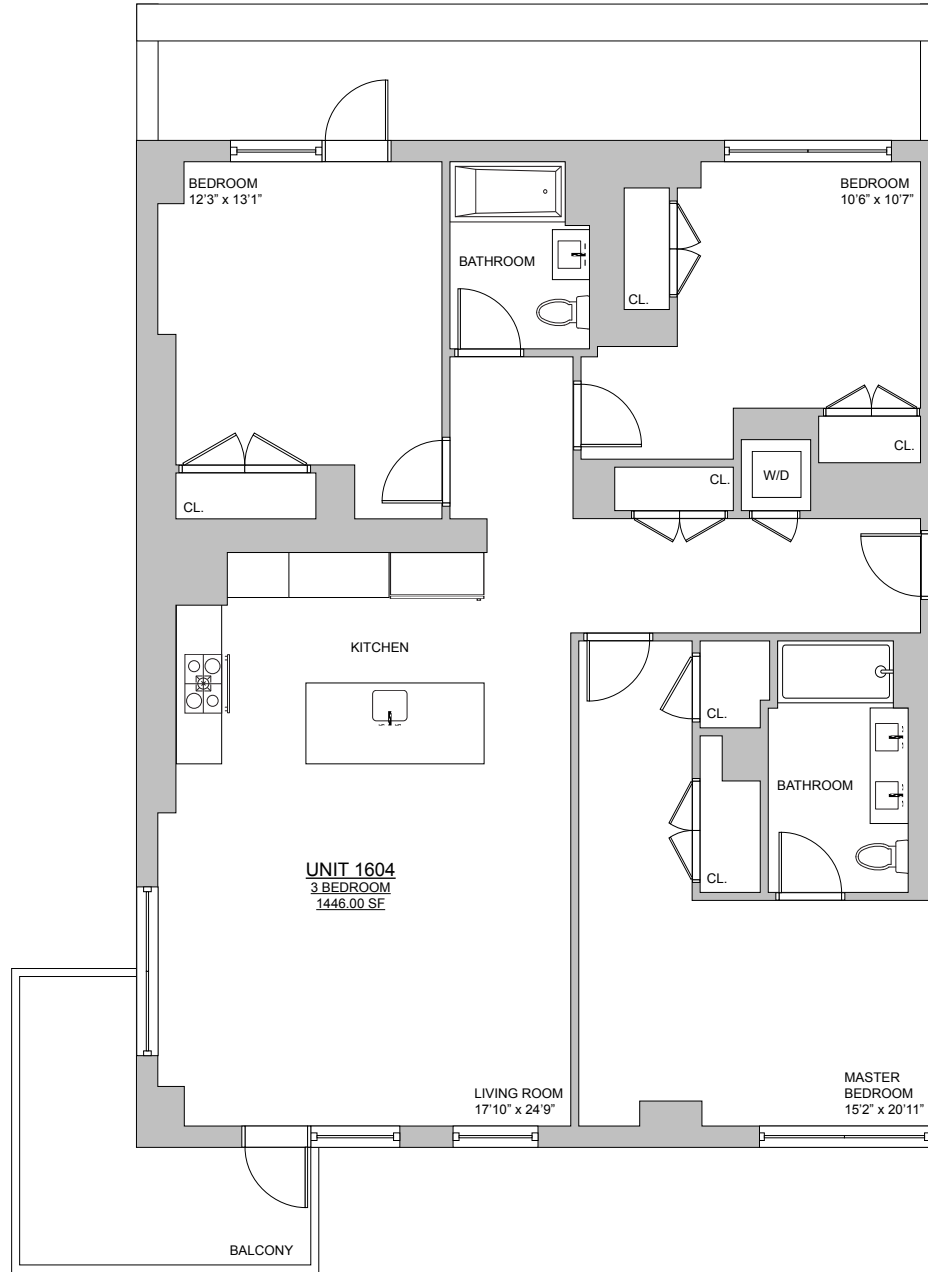 BEDROOM
12'3” x 13'1”
BEDROOM
10'6” x 10'7”
BATHROOM
CL.
CL.
CL.
W/D
CL.
KITCHEN
CL.
BATHROOM
CL.
UNIT 1604
3 BEDROOM
1446.00 SF
LIVING ROOM
17'10” x 24'9”
MASTER
BEDROOM
15'2” x 20'11”
BALCONY